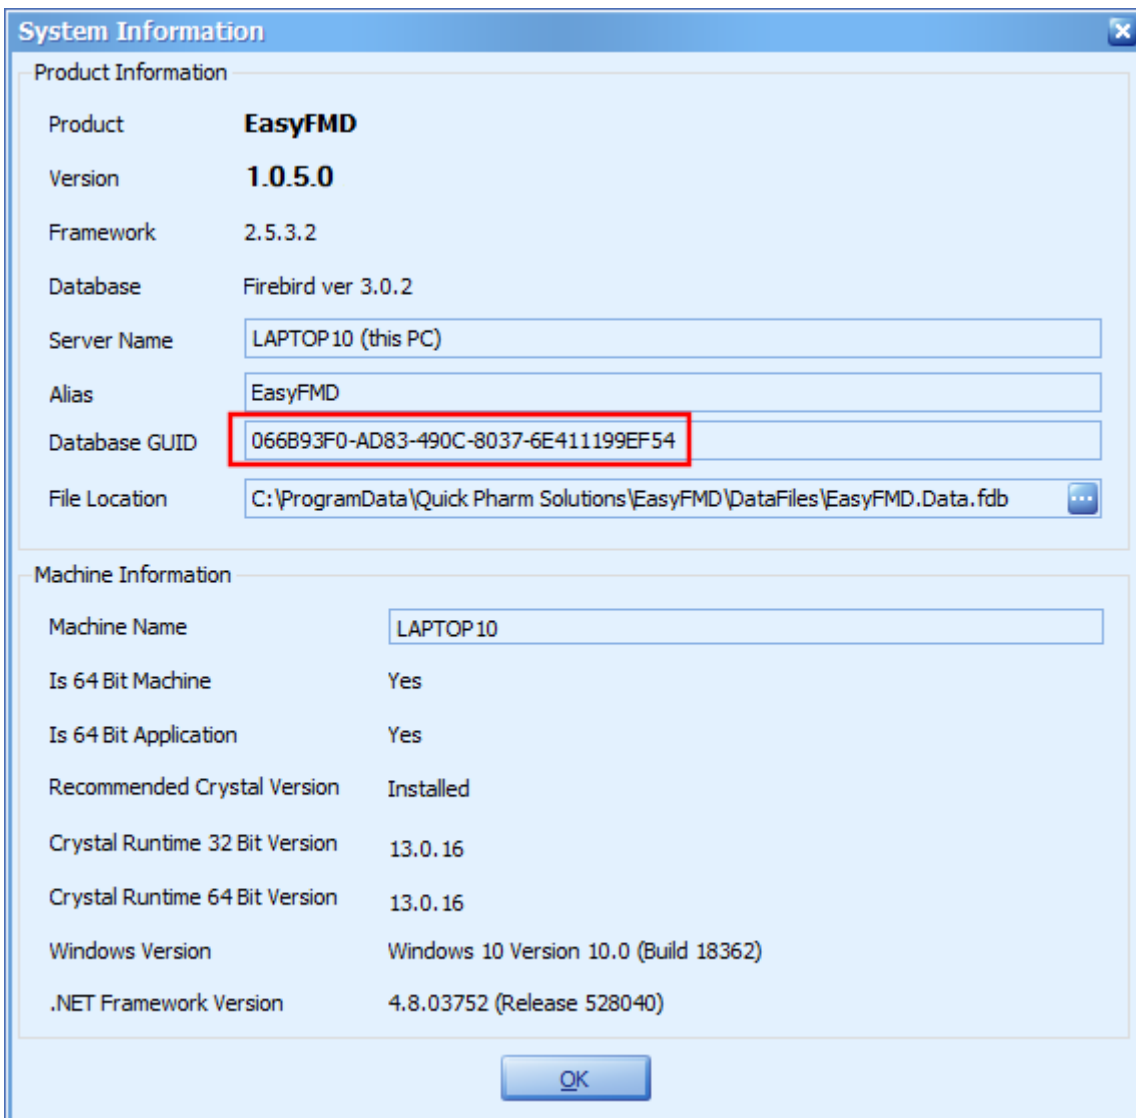 System Information
Product Information
Product EasyFMD
Version 1.0.5.0
Framework 2.5.3.2
Database Firebird ver 3.0.2
Server Name LAPTOP10 (this PC)
Alias EasyFMD
Database GUID 066B93F0-AD83-490C-8037-6E411199EF54
File Location C:\ProgramData\Quick Pharm Solutions\EasyFMD\DataFiles\EasyFMD.Data.fdb ...
Machine Information
Machine Name LAPTOP10
Is 64 Bit Machine Yes
Is 64 Bit Application Yes
Recommended Crystal Version Installed
Crystal Runtime 32 Bit Version 13.0.16
Crystal Runtime 64 Bit Version 13.0.16
Windows Version Windows 10 Version 10.0 (Build 18362)
.NET Framework Version 4.8.03752 (Release 528040)
OK